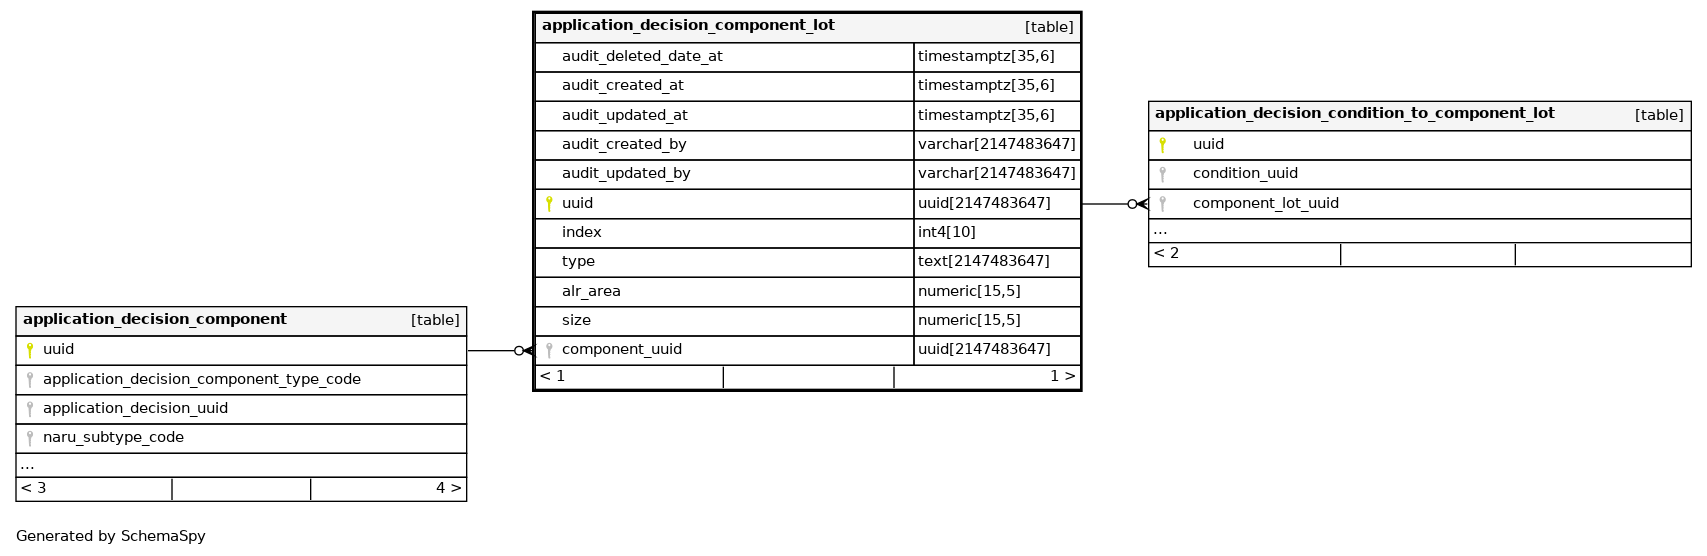 application_decision_component_lot [table]
audit_deleted_date_at timestamptz[35,6]
audit_created_at timestamptz[35,6]
audit_updated_at timestamptz[35,6]
audit_created_by varchar[2147483647]
audit_updated_by varchar[2147483647]
uuid uuid[2147483647]
index int4[10]
type text[2147483647]
alr_area numeric[15,5]
size numeric[15,5]
component_uuid uuid[2147483647]
< 1 1 >
application_decision_condition_to_component_lot [table]
uuid
condition_uuid
component_lot_uuid
...
< 2
application_decision_component [table]
uuid
application_decision_component_type_code
application_decision_uuid
naru_subtype_code
...
< 3 4 >
Generated by SchemaSpy